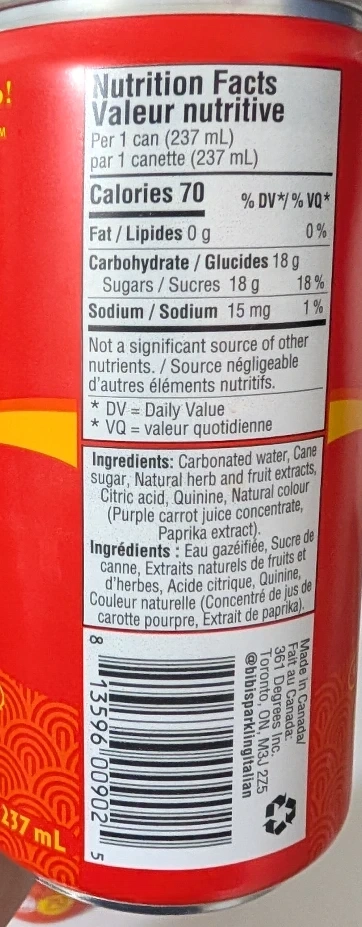 !
M
Nutrition Facts
Valeur nutritive
Per 1 can (237 mL)
par 1 canette (237 mL)
Calories 70
% DV*/ % VQ*
Fat / Lipides 0 g 0 %
Carbohydrate / Glucides 18 g
Sugars / Sucres 18 g 18 %
Sodium / Sodium 15 mg 1 %
Not a significant source of other
nutrients. / Source négligeable
d'autres éléments nutritifs.
* DV = Daily Value
* VQ = valeur quotidienne
Ingredients: Carbonated water, Cane
sugar, Natural herb and fruit extracts,
Citric acid, Quinine, Natural colour
(Purple carrot juice concentrate,
Paprika extract).
Ingrédients : Eau gazéifiée, Sucre de
canne, Extraits naturels de fruits et
d'herbes, Acide citrique, Quinine,
Couleur naturelle (Concentré de jus de
carotte pourpre, Extrait de paprika).
Made in Canada/
Fait au Canada:
361 Degrees Inc.
Toronto, ON, M3J 2Z5
@bibisparklingitalian
8 13596 00902 5
237 mL